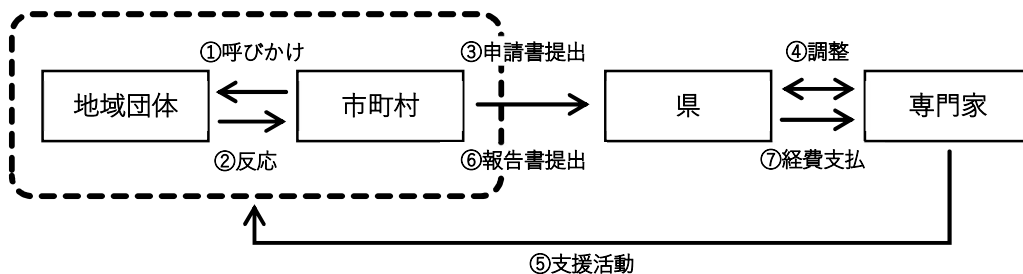 ①呼びかけ
③申請書提出
④調整
地域団体
市町村
県
専門家
②反応
⑥報告書提出
⑦経費支払
⑤支援活動